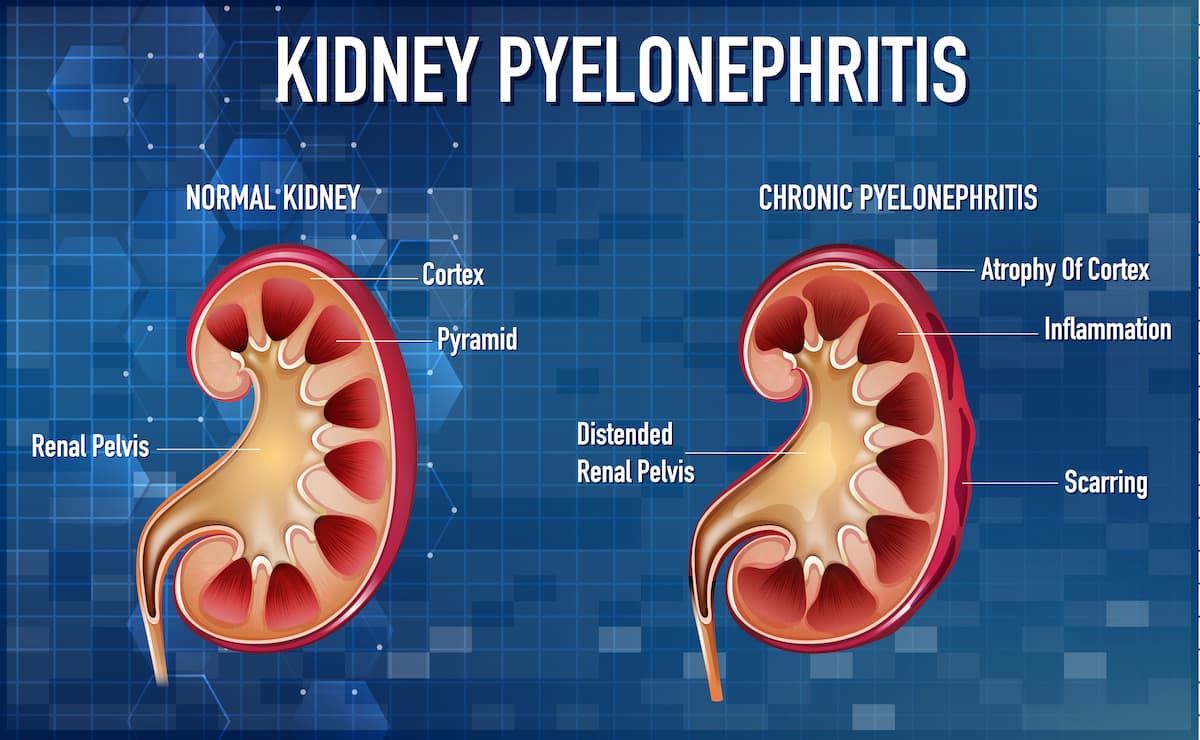 KIDNEY PYELONEPHRITIS
NORMAL KIDNEY
Cortex
Pyramid
Renal Pelvis
CHRONIC PYELONEPHRITIS
Atrophy Of Cortex
Inflammation
Distended
Renal Pelvis
Scarring